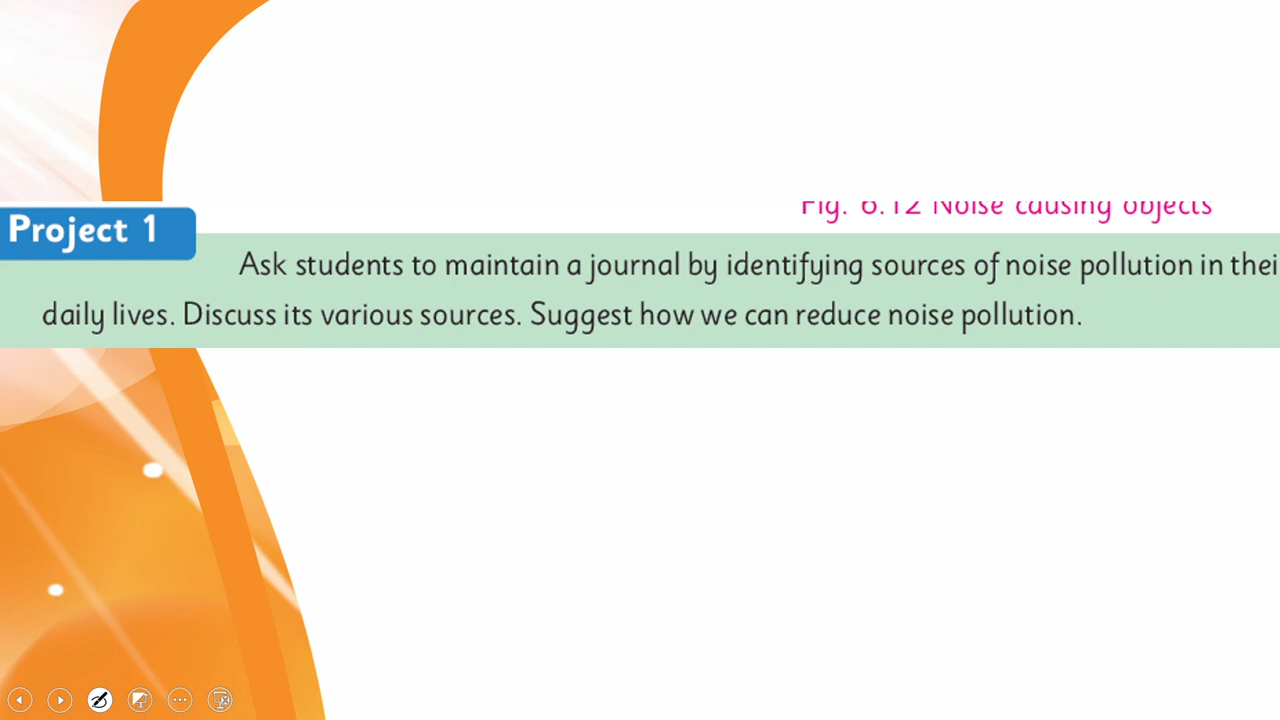 Fig. 6.12 Noise causing objects
Project 1
Ask students to maintain a journal by identifying sources of noise pollution in thei
daily lives. Discuss its various sources. Suggest how we can reduce noise pollution.